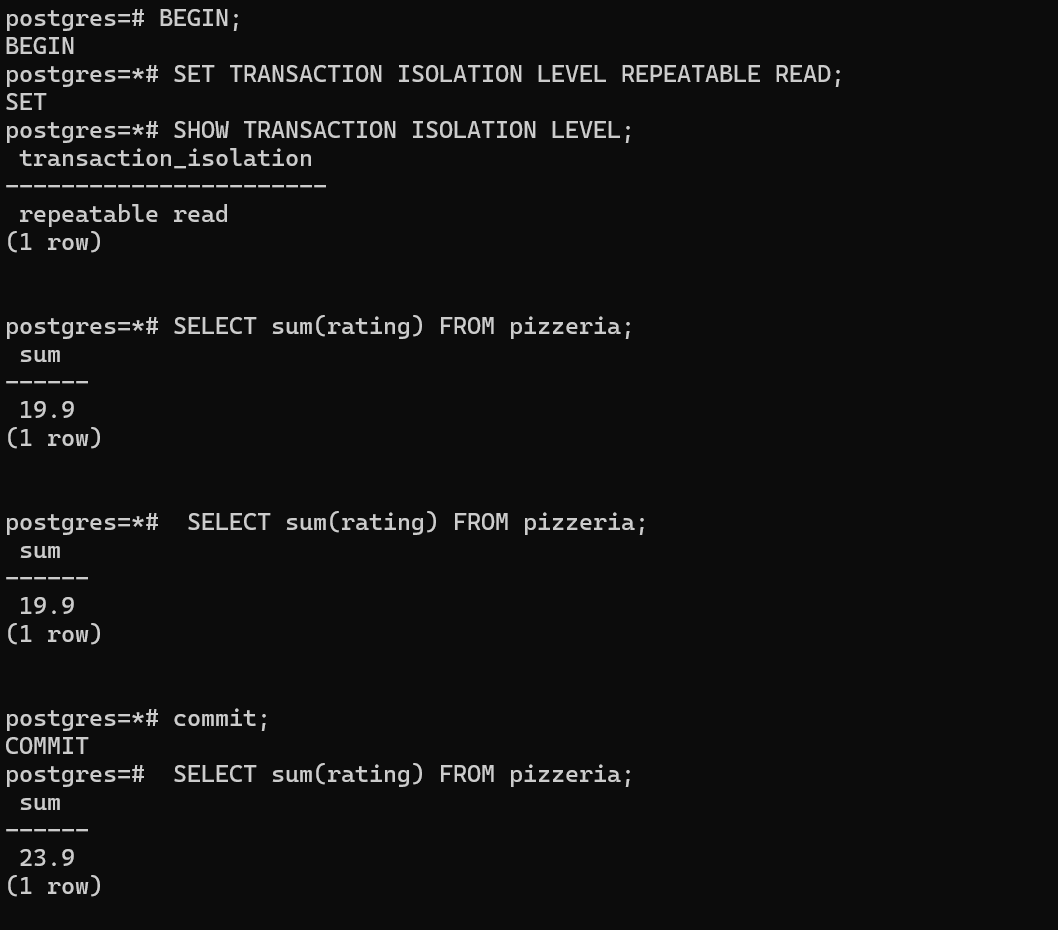 postgres=# BEGIN;
BEGIN
postgres=*# SET TRANSACTION ISOLATION LEVEL REPEATABLE READ;
SET
postgres=*# SHOW TRANSACTION ISOLATION LEVEL;
 transaction_isolation
-----------------------
 repeatable read
(1 row)


postgres=*# SELECT sum(rating) FROM pizzeria;
 sum
------
 19.9
(1 row)


postgres=*#  SELECT sum(rating) FROM pizzeria;
 sum
------
 19.9
(1 row)


postgres=*# commit;
COMMIT
postgres=#  SELECT sum(rating) FROM pizzeria;
 sum
------
 23.9
(1 row)